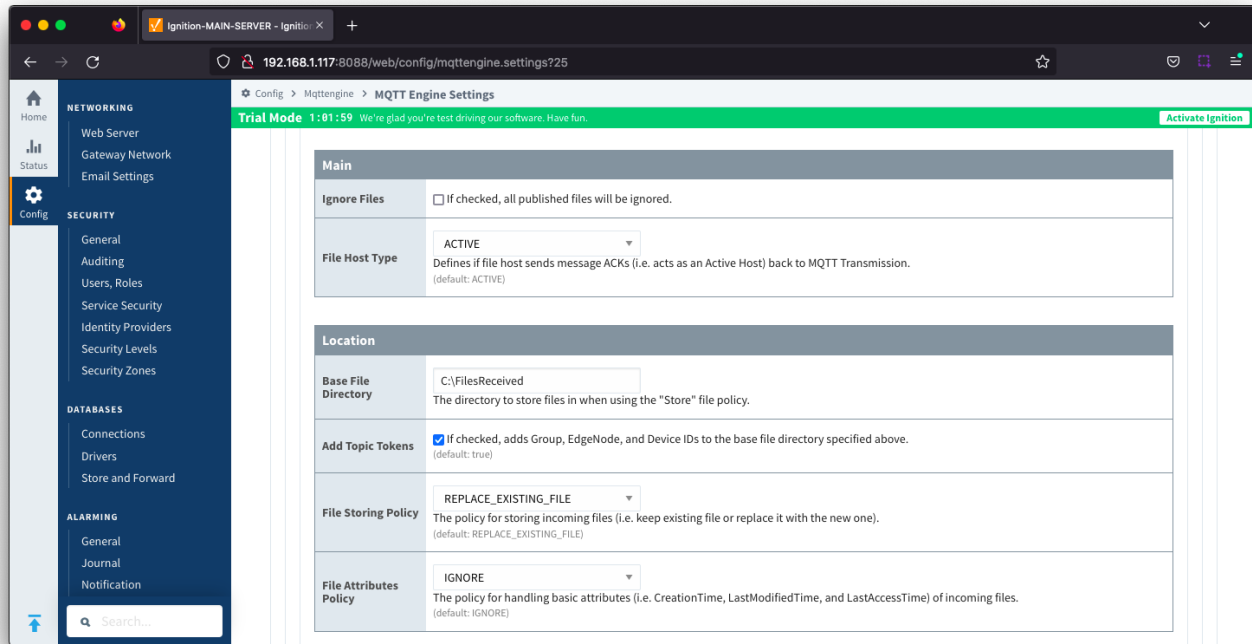 Ignition-MAIN-SERVER - Ignition
192.168.1.117:8088/web/config/mqttengine.settings?25
Home
Status
Config
NETWORKING
Web Server
Gateway Network
Email Settings
SECURITY
General
Auditing
Users, Roles
Service Security
Identity Providers
Security Levels
Security Zones
DATABASES
Connections
Drivers
Store and Forward
ALARMING
General
Journal
Notification
Search...
Config > Mqttengine > MQTT Engine Settings
Trial Mode 1:01:59 We're glad you're test driving our software. Have fun. Activate Ignition
Main
Ignore Files
If checked, all published files will be ignored.
File Host Type
ACTIVE
Defines if file host sends message ACKs (i.e. acts as an Active Host) back to MQTT Transmission.
(default: ACTIVE)
Location
Base File
Directory
C:\FilesReceived
The directory to store files in when using the "Store" file policy.
Add Topic Tokens
If checked, adds Group, EdgeNode, and Device IDs to the base file directory specified above.
(default: true)
File Storing Policy
REPLACE_EXISTING_FILE
The policy for storing incoming files (i.e. keep existing file or replace it with the new one).
(default: REPLACE_EXISTING_FILE)
File Attributes
Policy
IGNORE
The policy for handling basic attributes (i.e. CreationTime, LastModifiedTime, and LastAccessTime) of incoming files.
(default: IGNORE)